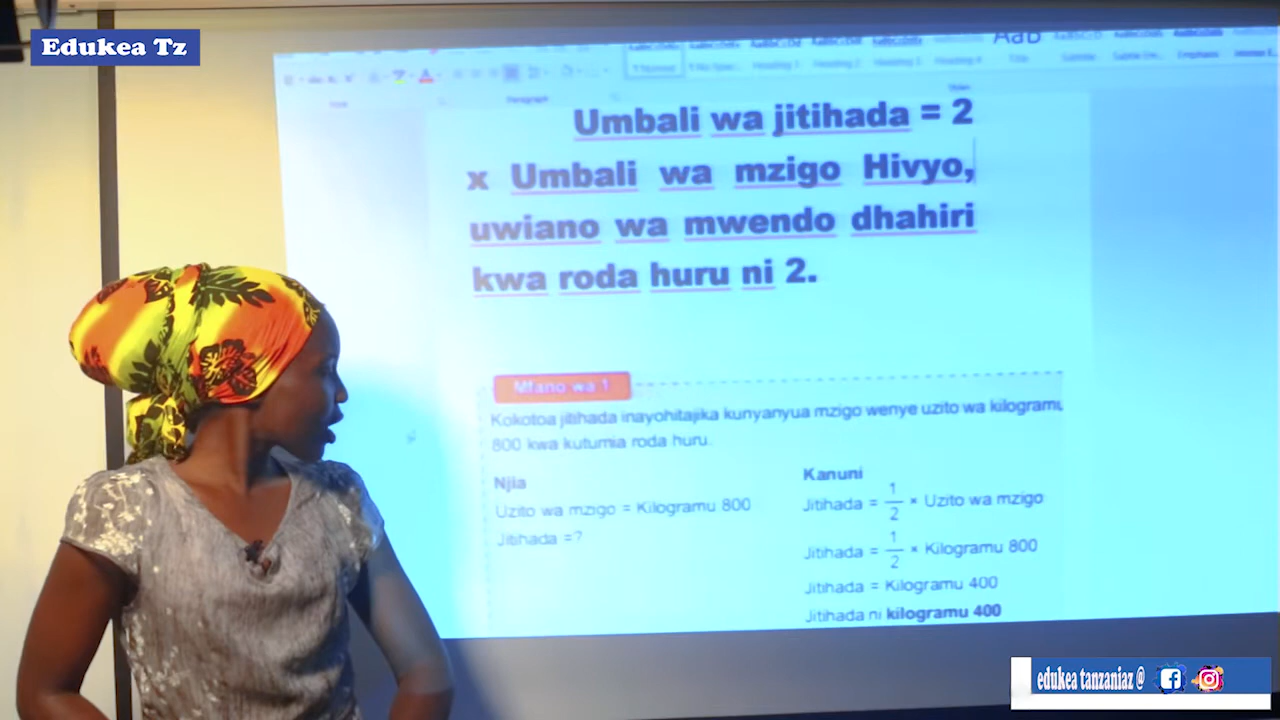 Edukea Tz
AaB
Paragraph
Umbali wa jitihada = 2
x Umbali wa mzigo Hivyo,
uwiano wa mwendo dhahiri
kwa roda huru ni 2.
Mfano wa 1
Kokotoa jitihada inayohitajika kunyanyua mzigo wenye uzito wa kilogramu
800 kwa kutumia roda huru.
Njia
Uzito wa mzigo = Kilogramu 800
Jitihada =?
Kanuni
Jitihada = 1/2 × Uzito wa mzigo
Jitihada = 1/2 × Kilogramu 800
Jitihada = Kilogramu 400
Jitihada ni kilogramu 400
edukea tanzaniaz @